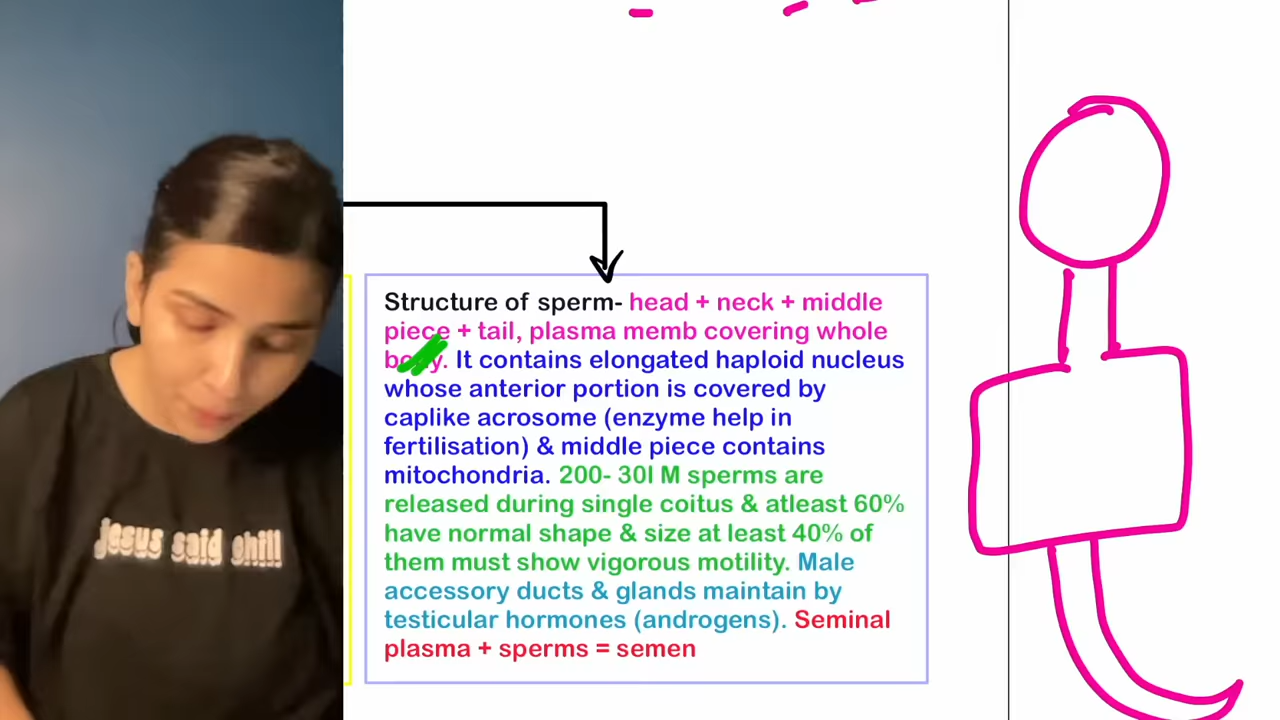 Structure of sperm- head + neck + middle
piece + tail, plasma memb covering whole
body. It contains elongated haploid nucleus
whose anterior portion is covered by
caplike acrosome (enzyme help in
fertilisation) & middle piece contains
mitochondria. 200- 30l M sperms are
released during single coitus & atleast 60%
have normal shape & size at least 40% of
them must show vigorous motility. Male
accessory ducts & glands maintain by
testicular hormones (androgens). Seminal
plasma + sperms = semen
jesus said chill